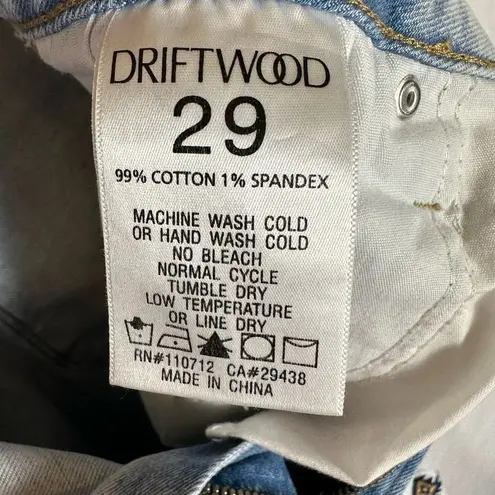 DRIFTWOOD
29
99% COTTON 1% SPANDEX
MACHINE WASH COLD
OR HAND WASH COLD
NO BLEACH
NORMAL CYCLE
TUMBLE DRY
LOW TEMPERATURE
OR LINE DRY
RN#110712 CA#29438
MADE IN CHINA